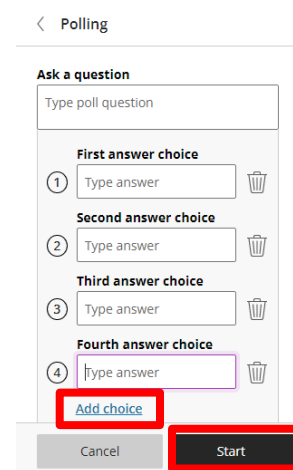 Polling
Ask a question
Type poll question
First answer choice
1 Type answer
Second answer choice
2 Type answer
Third answer choice
3 Type answer
Fourth answer choice
4 Type answer
Add choice
Cancel Start